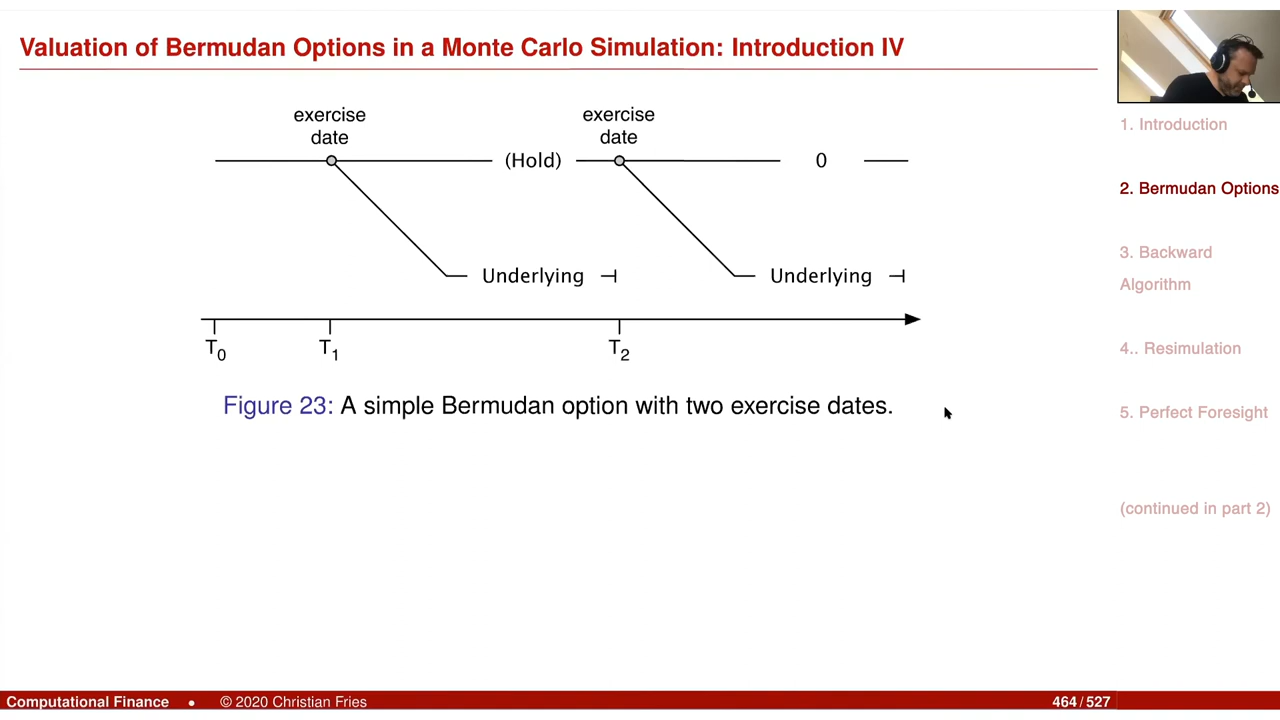 Valuation of Bermudan Options in a Monte Carlo Simulation: Introduction IV
exercise
date
exercise
date
(Hold)
0
Underlying
Underlying
T0
T1
T2
Figure 23: A simple Bermudan option with two exercise dates.
1. Introduction
2. Bermudan Options
3. Backward
Algorithm
4.. Resimulation
5. Perfect Foresight
(continued in part 2)
Computational Finance • © 2020 Christian Fries
464/527